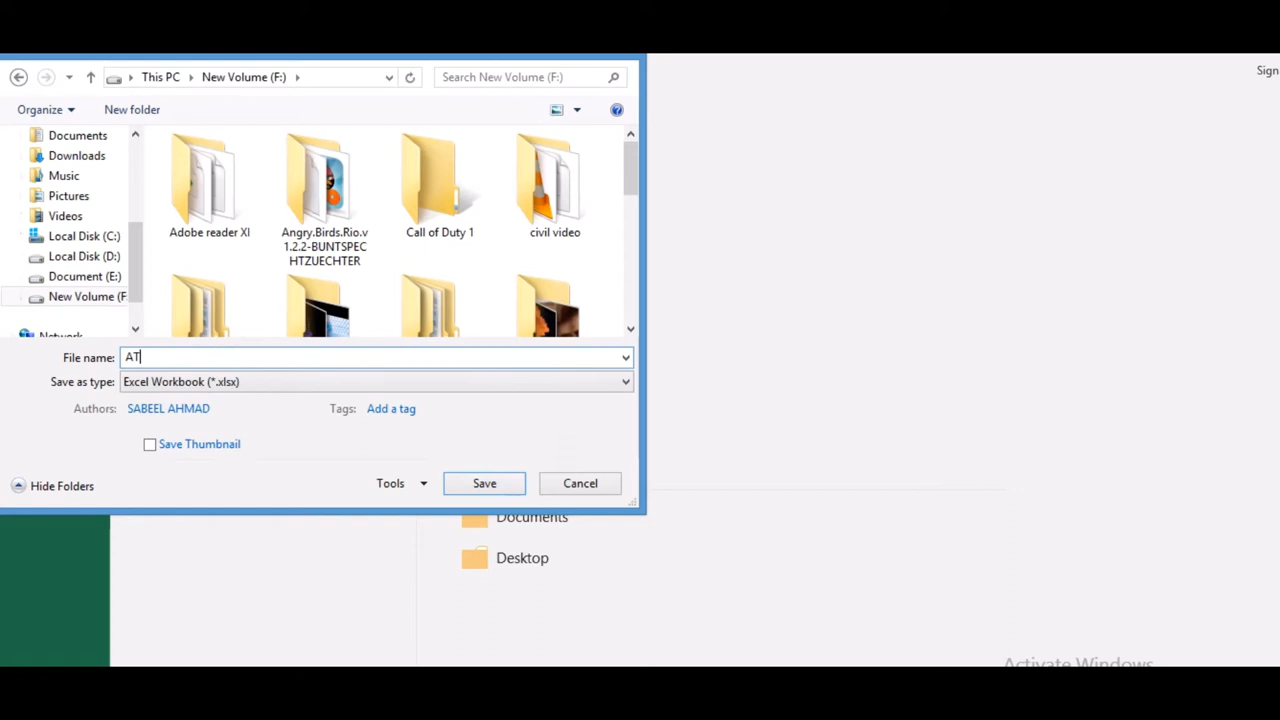 Sign
This PC
New Volume (F:)
Search New Volume (F:)
Organize
New folder
Documents
Downloads
Music
Pictures
Videos
Local Disk (C:)
Local Disk (D:)
Document (E:)
New Volume (F
Network
Adobe reader XI
Angry.Birds.Rio.v
1.2.2-BUNTSPEC
HTZUECHTER
Call of Duty 1
civil video
File name: AT
Save as type: Excel Workbook (*.xlsx)
Authors: SABEEL AHMAD
Tags: Add a tag
Save Thumbnail
Hide Folders
Tools
Save
Cancel
Documents
Desktop
Activate Windows